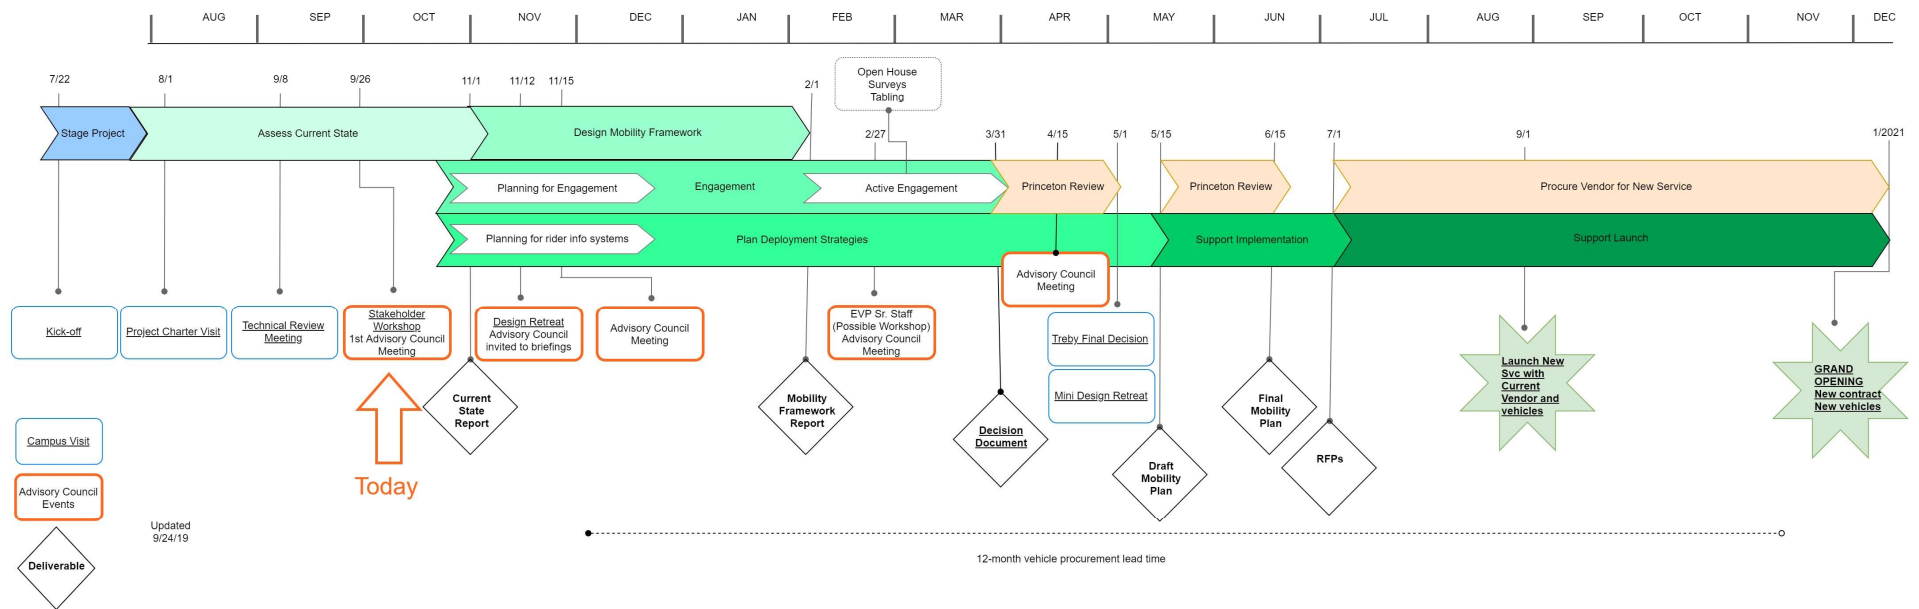 AUG
SEP
OCT
NOV
DEC
JAN
FEB
MAR
APR
MAY
JUN
JUL
AUG
SEP
OCT
NOV
DEC
7/22
8/1
9/8
9/26
11/1
11/12
11/15
2/1
Open House
Surveys
Tabling
2/27
3/31
4/15
5/1
5/15
6/15
7/1
9/1
1/2021
Stage Project
Assess Current State
Design Mobility Framework
Planning for Engagement
Engagement
Active Engagement
Princeton Review
Princeton Review
Procure Vendor for New Service
Planning for rider info systems
Plan Deployment Strategies
Support Implementation
Support Launch
Kick-off
Project Charter Visit
Technical Review
Meeting
Stakeholder
Workshop
1st Advisory Council
Meeting
Design Retreat
Advisory Council
invited to briefings
Advisory Council
Meeting
EVP Sr. Staff
(Possible Workshop)
Advisory Council
Meeting
Advisory Council
Meeting
Treby Final Decision
Mini Design Retreat
Launch New
Svc with
Current
Vendor and
vehicles
GRAND
OPENING
New contract
New vehicles
Current
State
Report
Mobility
Framework
Report
Decision
Document
Draft
Mobility
Plan
Final
Mobility
Plan
RFPs
Today
Campus Visit
Advisory Council
Events
Deliverable
Updated
9/24/19
12-month vehicle procurement lead time